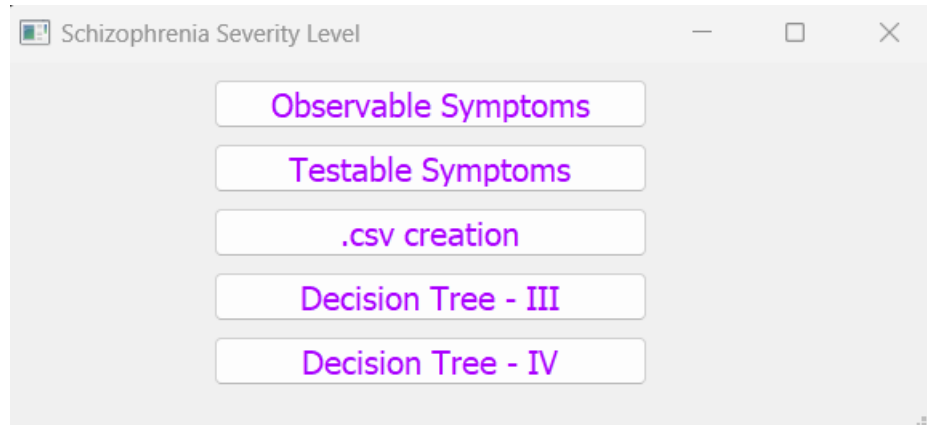 Schizophrenia Severity Level
Observable Symptoms
Testable Symptoms
.csv creation
Decision Tree - III
Decision Tree - IV